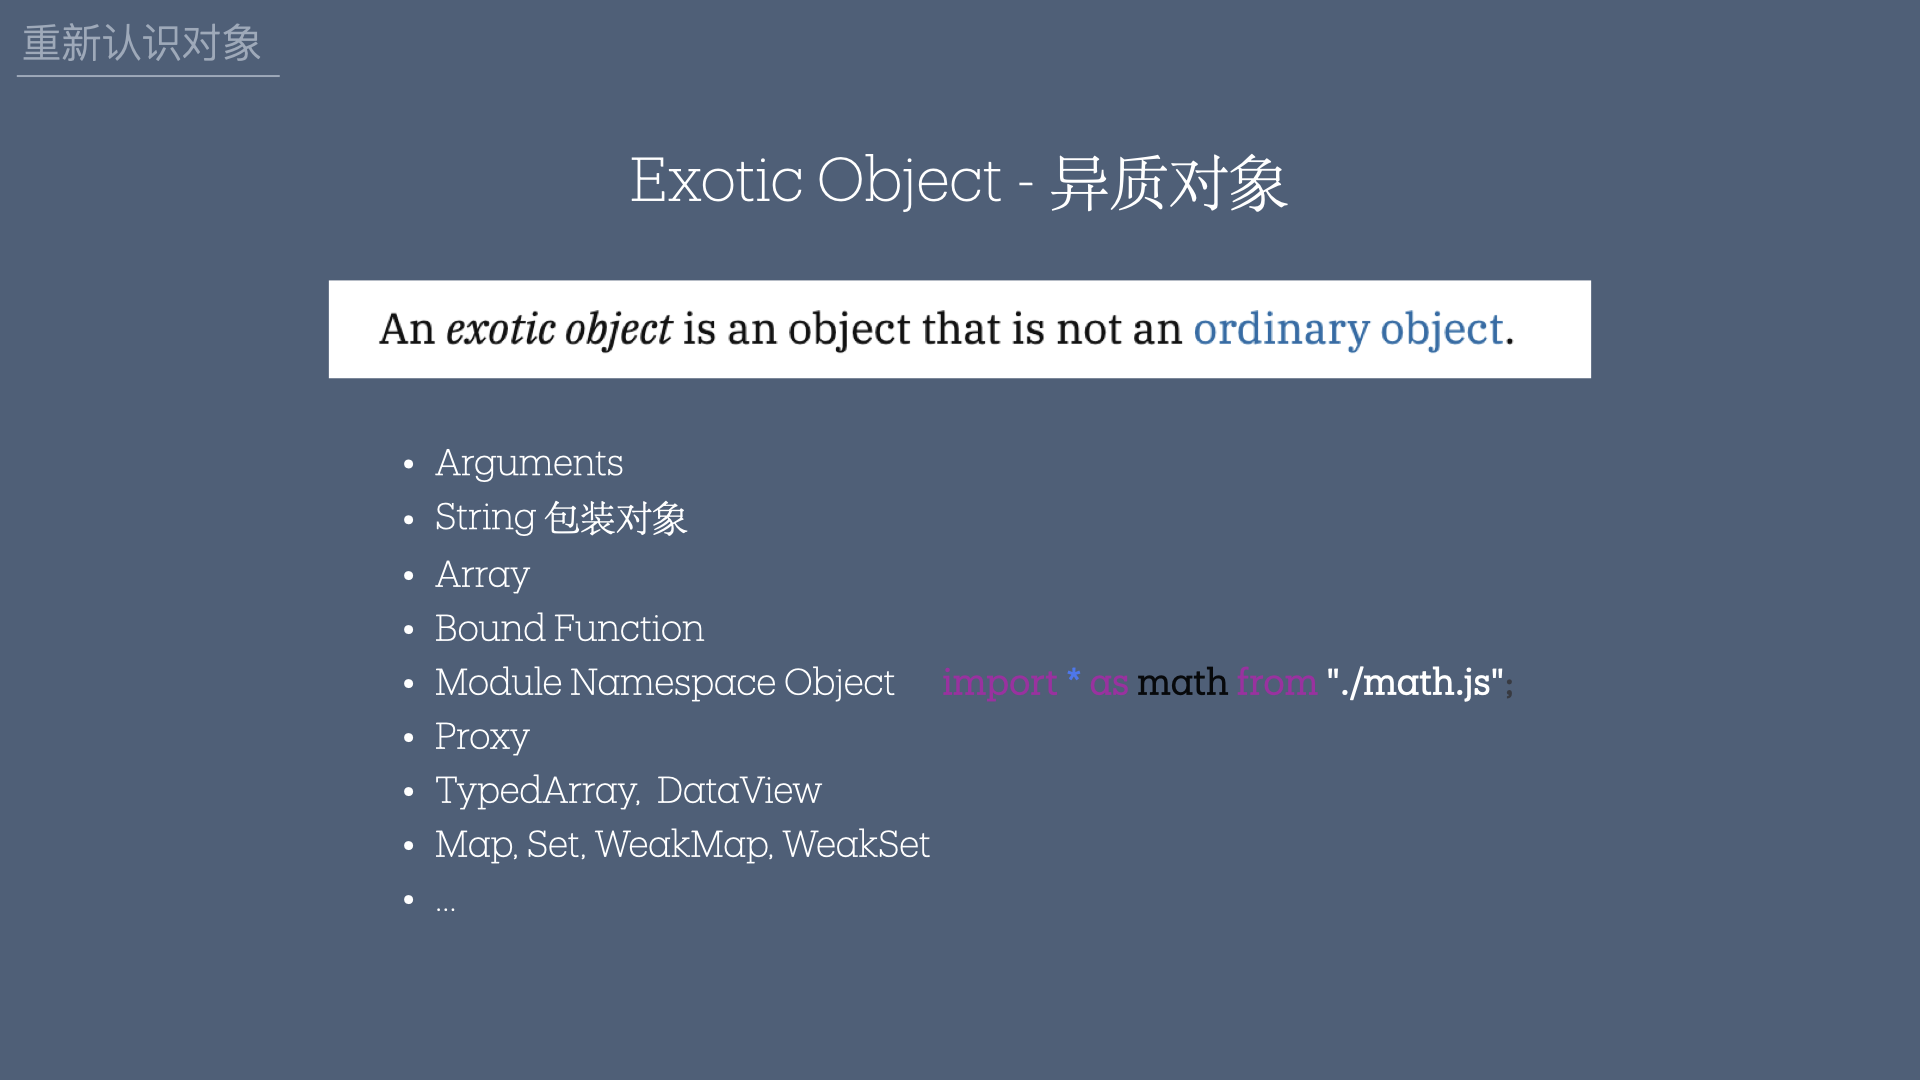 重新认识对象
Exotic Object - 异质对象
An exotic object is an object that is not an ordinary object.
• Arguments
• String 包装对象
• Array
• Bound Function
• Module Namespace Object import * as math from "./math.js";
• Proxy
• TypedArray, DataView
• Map, Set, WeakMap, WeakSet
• ...